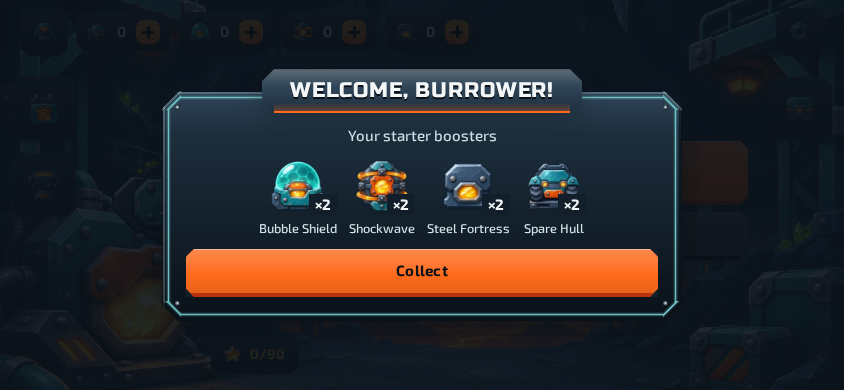 0 0 0 0
WELCOME, BURROWER!
Your starter boosters
×2 ×2 ×2 ×2
Bubble Shield Shockwave Steel Fortress Spare Hull
Collect
0/90